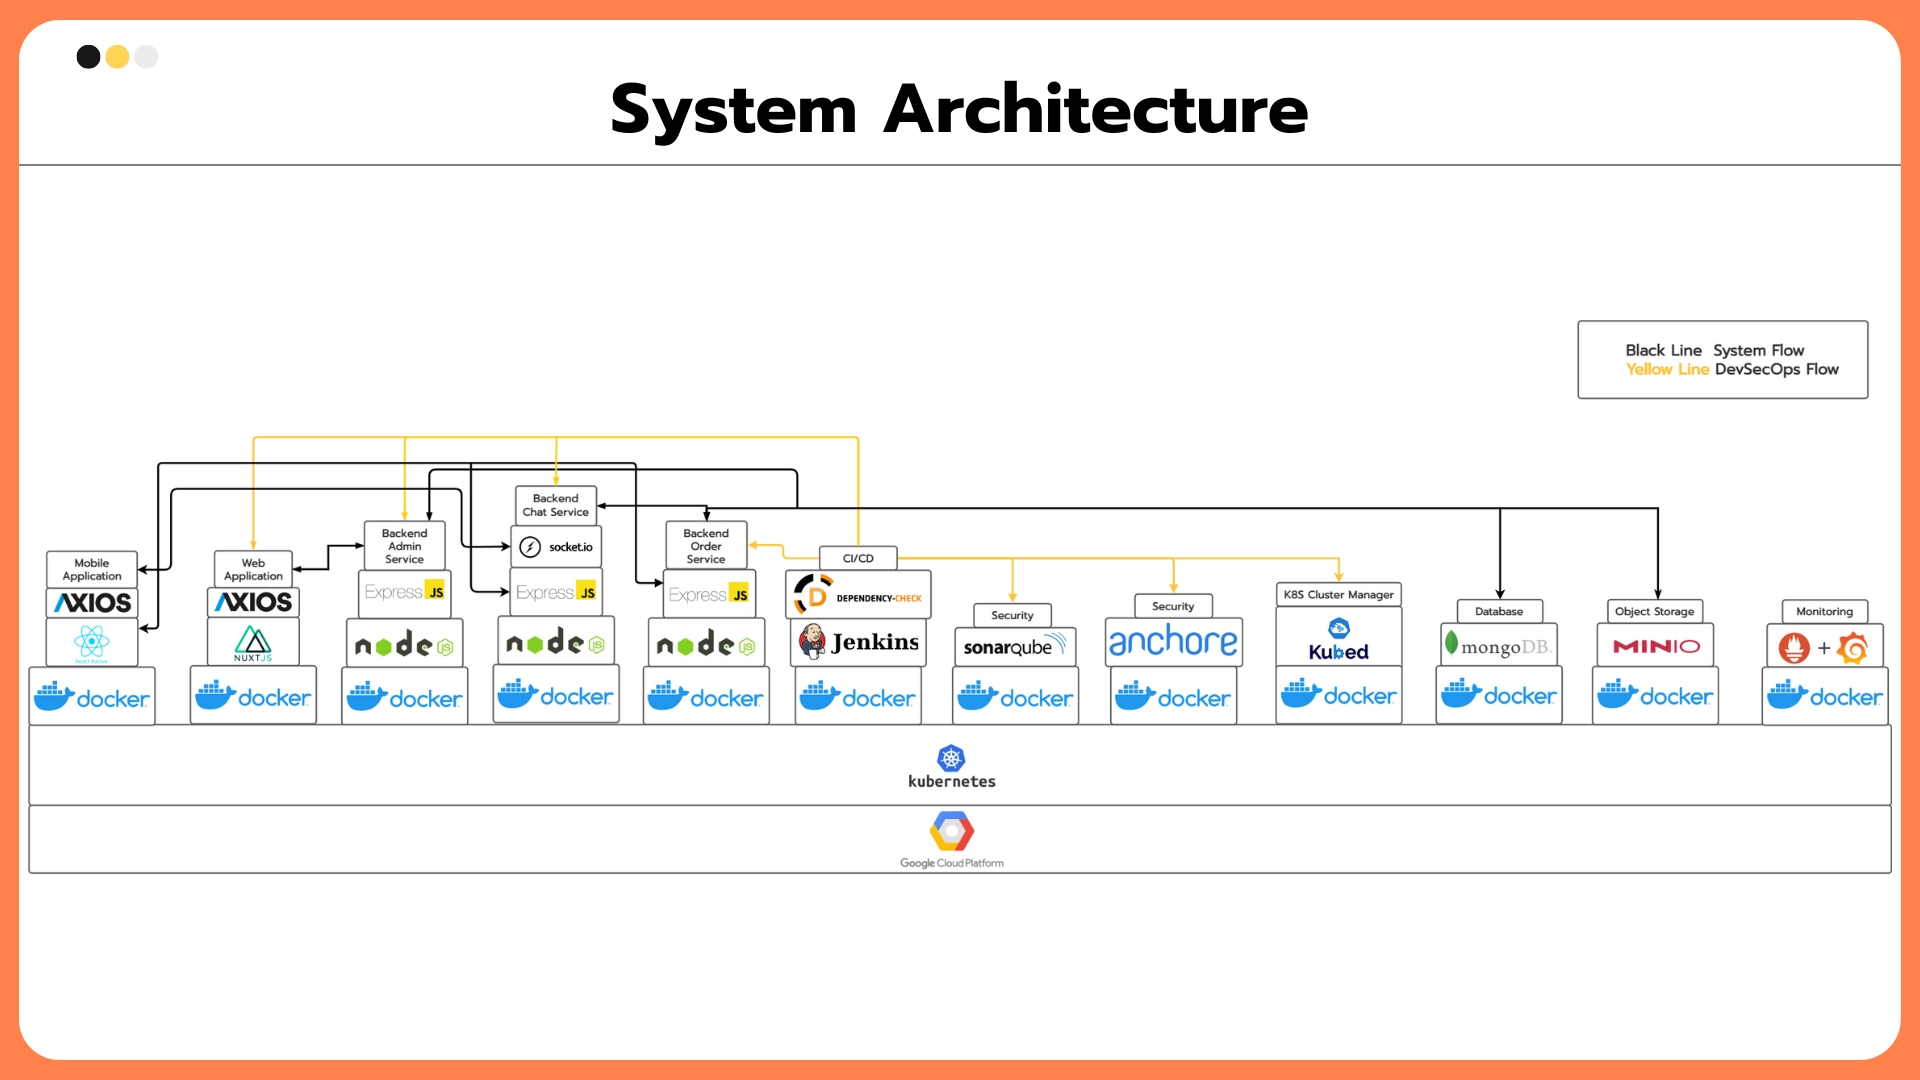 System Architecture
Black Line System Flow
Yellow Line DevSecOps Flow
Mobile
Application
AXIOS
React Native
docker
Web
Application
AXIOS
NUXTJS
docker
Backend
Admin
Service
Express JS
node JS
docker
Backend
Chat Service
socket.io
Express JS
node JS
docker
Backend
Order
Service
Express JS
node JS
docker
CI/CD
D DEPENDENCY-CHECK
Jenkins
docker
Security
sonarqube
docker
Security
anchore
docker
K8S Cluster Manager
Kubed
docker
Database
mongoDB
docker
Object Storage
MINIO
docker
Monitoring
+
docker
kubernetes
Google Cloud Platform